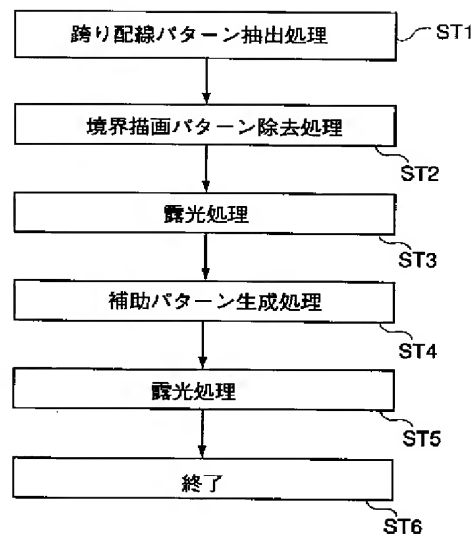 跨り配線パターン抽出処理
ST1
境界描画パターン除去処理
ST2
露光処理
ST3
補助パターン生成処理
ST4
露光処理
ST5
終了
ST6